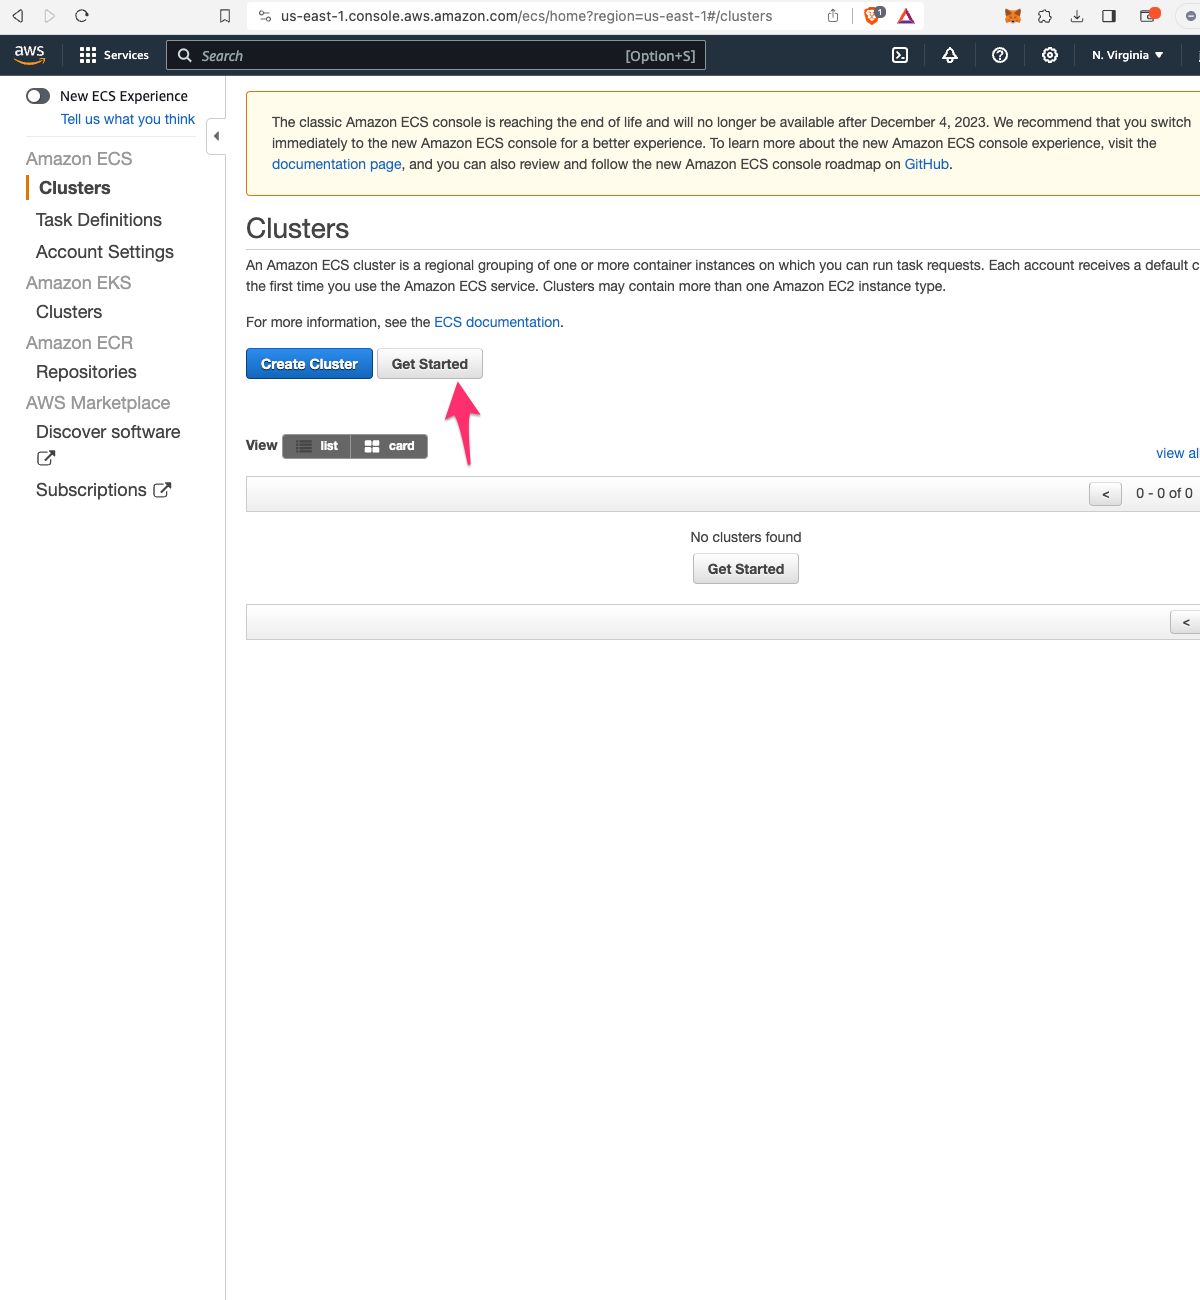 us-east-1.console.aws.amazon.com/ecs/home?region=us-east-1#/clusters
1
aws
Services
Search
[Option+S]
N. Virginia
New ECS Experience
Tell us what you think
Amazon ECS
Clusters
Task Definitions
Account Settings
Amazon EKS
Clusters
Amazon ECR
Repositories
AWS Marketplace
Discover software
Subscriptions
The classic Amazon ECS console is reaching the end of life and will no longer be available after December 4, 2023. We recommend that you switch
immediately to the new Amazon ECS console for a better experience. To learn more about the new Amazon ECS console experience, visit the
documentation page, and you can also review and follow the new Amazon ECS console roadmap on GitHub.
Clusters
An Amazon ECS cluster is a regional grouping of one or more container instances on which you can run task requests. Each account receives a default c
the first time you use the Amazon ECS service. Clusters may contain more than one Amazon EC2 instance type.
For more information, see the ECS documentation.
Create Cluster
Get Started
View
list
card
view all
<
0 - 0 of 0
No clusters found
Get Started
<